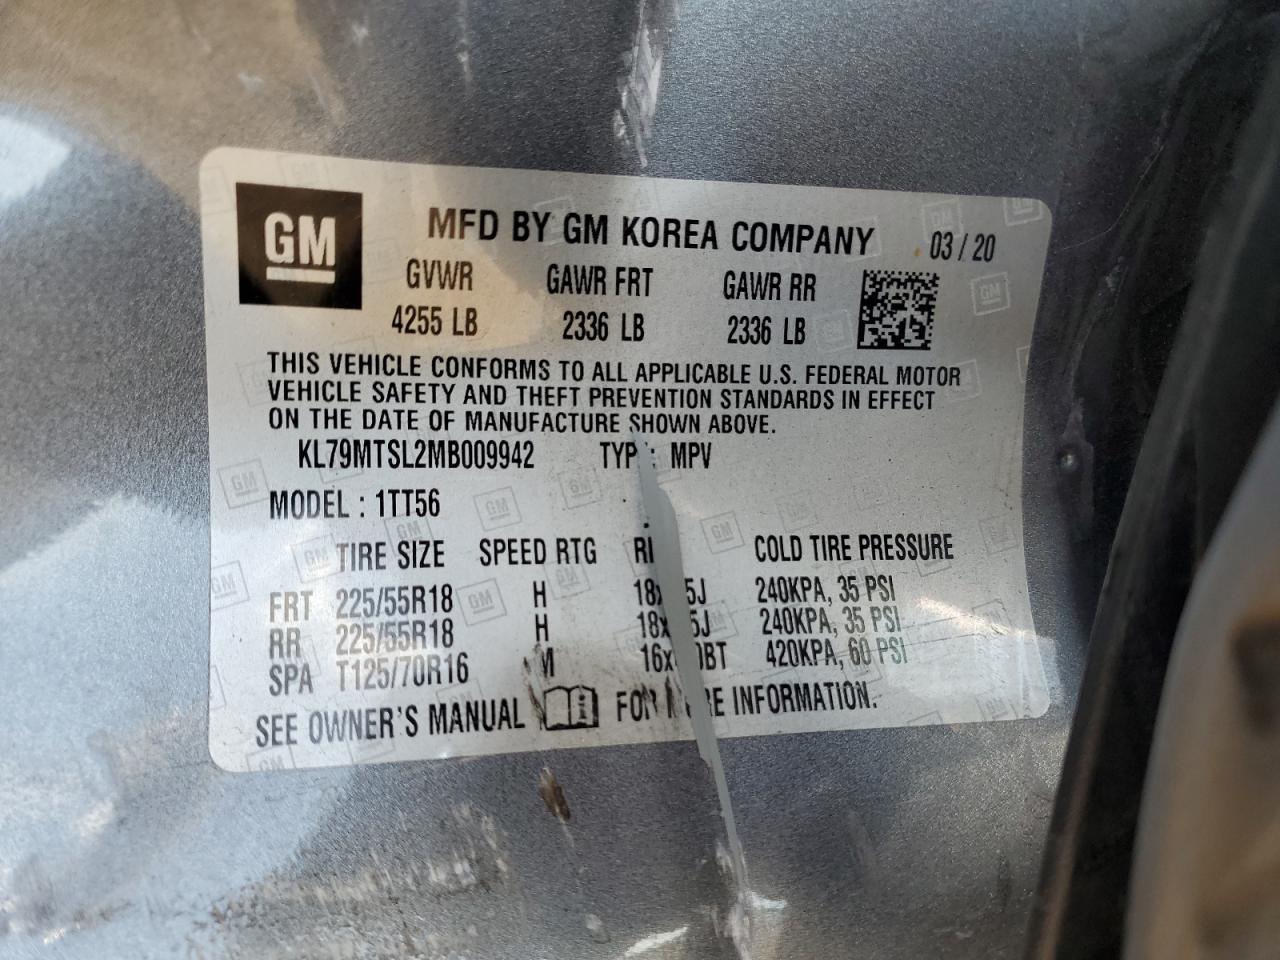 GM
MFD BY GM KOREA COMPANY 03 / 20
GVWR GAWR FRT GAWR RR
4255 LB 2336 LB 2336 LB
THIS VEHICLE CONFORMS TO ALL APPLICABLE U.S. FEDERAL MOTOR
VEHICLE SAFETY AND THEFT PREVENTION STANDARDS IN EFFECT
ON THE DATE OF MANUFACTURE SHOWN ABOVE.
KL79MTSL2MB009942 TYP : MPV
MODEL : 1TT56
TIRE SIZE SPEED RTG COLD TIRE PRESSURE
FRT 225/55R18 H 240KPA, 35 PSI
RR 225/55R18 H 240KPA, 35 PSI
SPA T125/70R16 M 420KPA, 60 PSI
SEE OWNER'S MANUAL FOR INFORMATION.